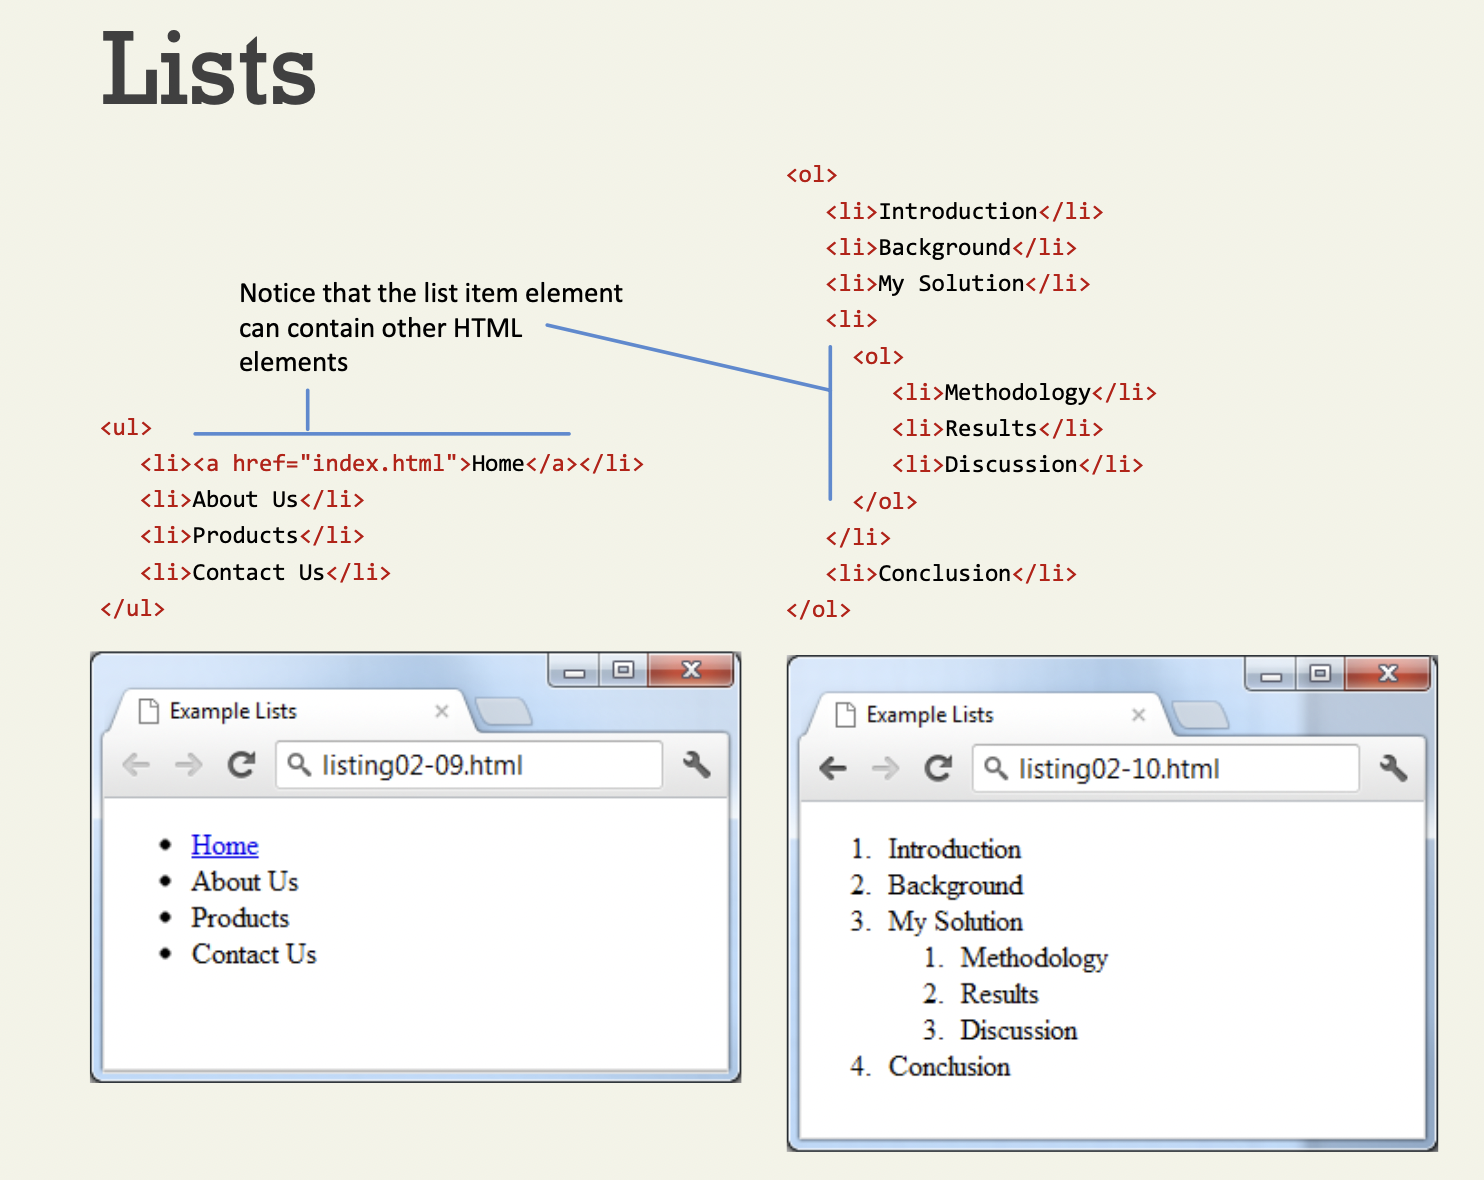 Lists
Notice that the list item element
can contain other HTML
elements
<ul>
<li><a href="index.html">Home</a></li>
<li>About Us</li>
<li>Products</li>
<li>Contact Us</li>
</ul>
<ol>
<li>Introduction</li>
<li>Background</li>
<li>My Solution</li>
<li>
<ol>
<li>Methodology</li>
<li>Results</li>
<li>Discussion</li>
</ol>
</li>
<li>Conclusion</li>
</ol>
Example Lists
listing02-09.html
• Home
• About Us
• Products
• Contact Us
Example Lists
listing02-10.html
1. Introduction
2. Background
3. My Solution
1. Methodology
2. Results
3. Discussion
4. Conclusion